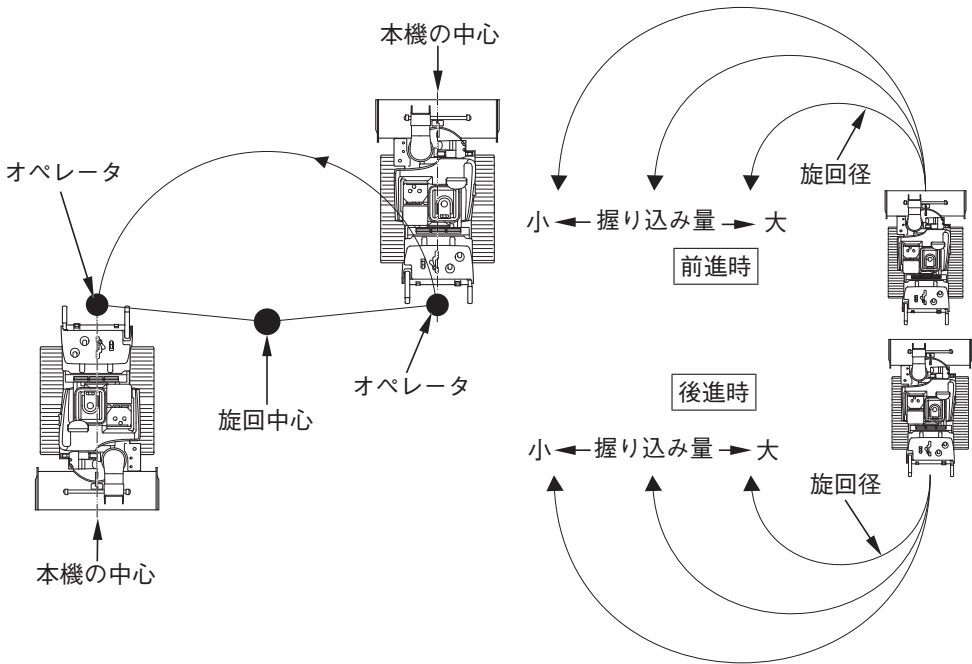 本機の中心
オペレータ
オペレータ
旋回中心
本機の中心
旋回径
小 握り込み量 大
前進時
後進時
小 握り込み量 大
旋回径